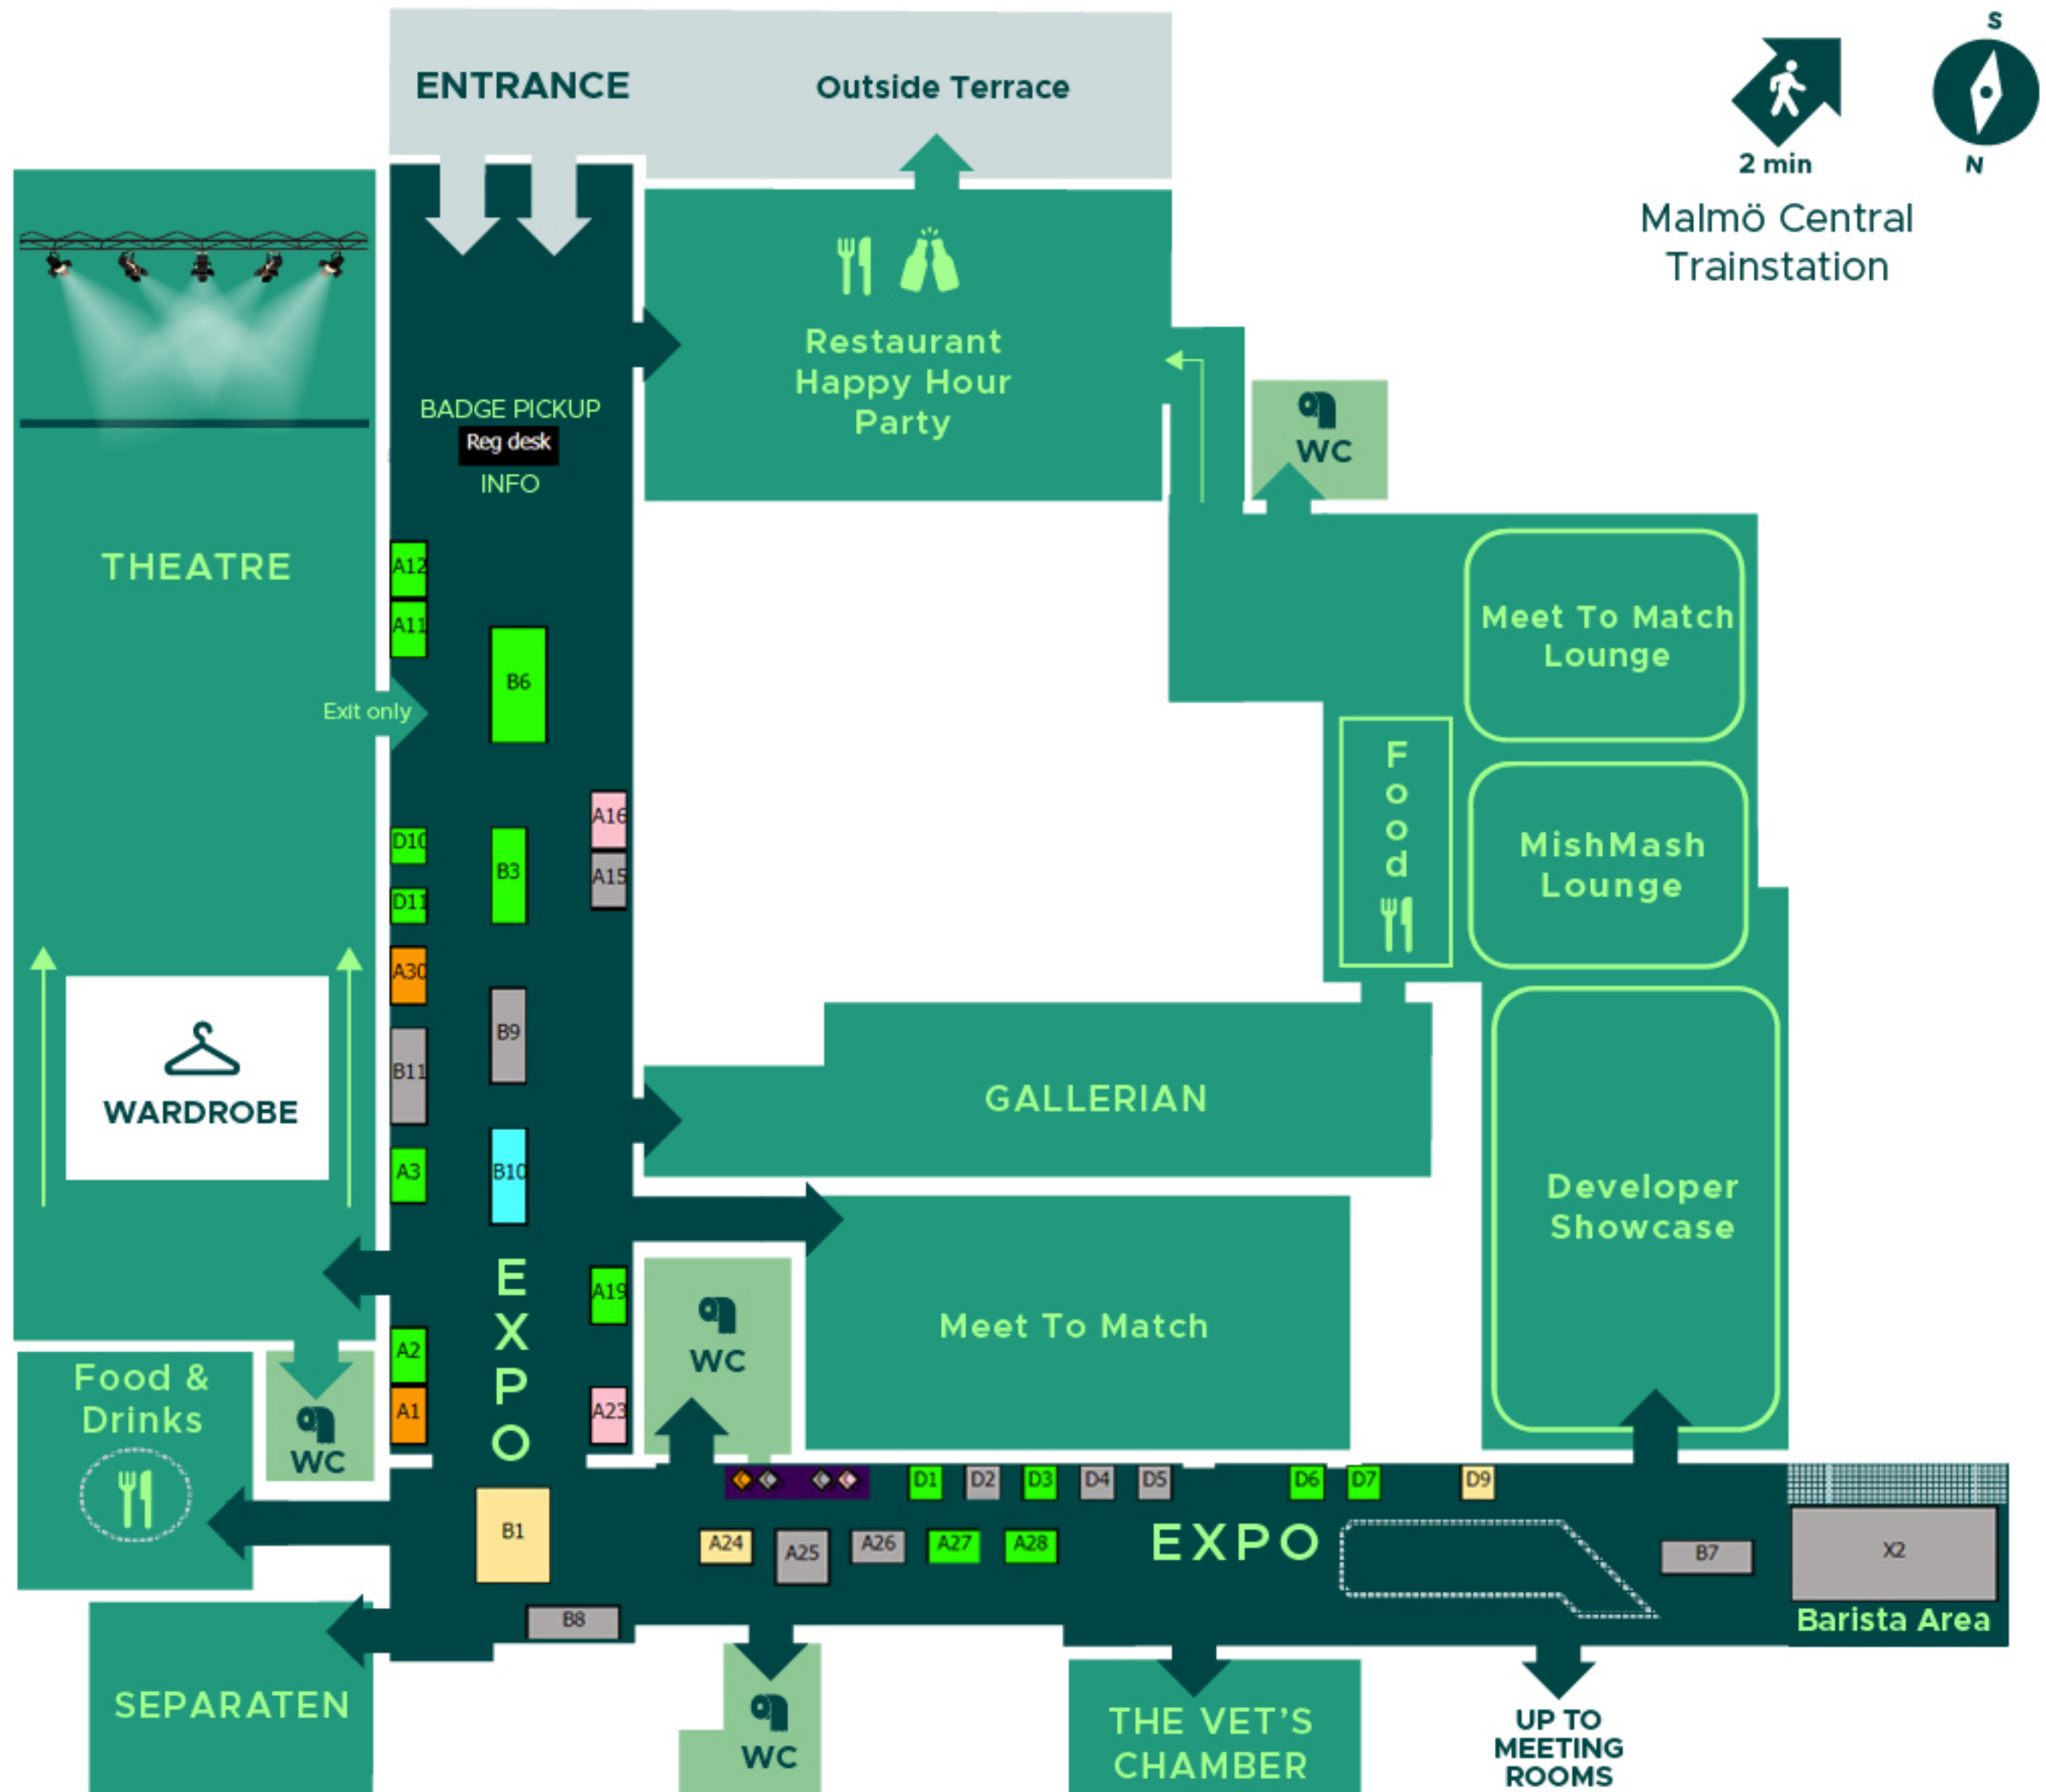 S
ENTRANCE
Outside Terrace
2 min
N
Malmö Central
Trainstation
Restaurant
Happy Hour
Party
BADGE PICKUP
Reg desk
INFO
WC
THEATRE
A12
A11
B6
Exit only
Meet To Match
Lounge
Food
MishMash
Lounge
A16
A15
D10
B3
D11
A30
B9
B11
WARDROBE
A3
B10
GALLERIAN
Developer
Showcase
EXPO
A19
A2
A1
A23
WC
Meet To Match
Food &
Drinks
WC
D1
D2
D3
D4
D5
D6
D7
D9
B1
A24
A25
A26
A27
A28
EXPO
B7
X2
Barista Area
B8
SEPARATEN
WC
THE VET'S
CHAMBER
UP TO
MEETING
ROOMS